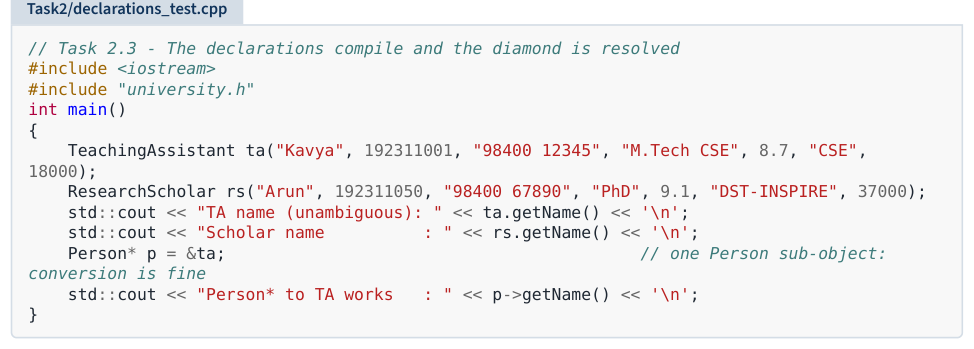 Task2/declarations_test.cpp
// Task 2.3 - The declarations compile and the diamond is resolved
#include <iostream>
#include "university.h"
int main()
{
    TeachingAssistant ta("Kavya", 192311001, "98400 12345", "M.Tech CSE", 8.7, "CSE",
18000);
    ResearchScholar rs("Arun", 192311050, "98400 67890", "PhD", 9.1, "DST-INSPIRE", 37000);
    std::cout << "TA name (unambiguous): " << ta.getName() << '\n';
    std::cout << "Scholar name          : " << rs.getName() << '\n';
    Person* p = &ta;                                          // one Person sub-object:
conversion is fine
    std::cout << "Person* to TA works   : " << p->getName() << '\n';
}